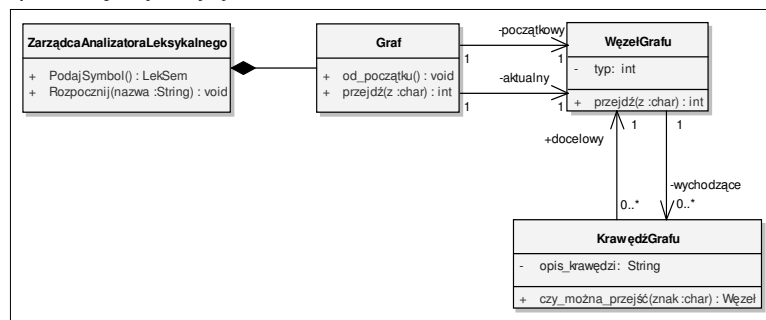 ZarządcaAnalizatoraLeksykalnego
+ PodajSymbol() : LekSem
+ Rozpocznij(nazwa :String) : void
Graf
+ od_początku() : void
+ przejdź(z :char) : int
-początkowy
1
1
-aktualny
1
1
WęzełGrafu
- typ: int
+ przejdź(z :char) : int
1
1
+docelowy
-wychodzące
0..*
0..*
KrawędźGrafu
- opis_krawędzi: String
+ czy_można_przejść(znak :char) : Węzeł